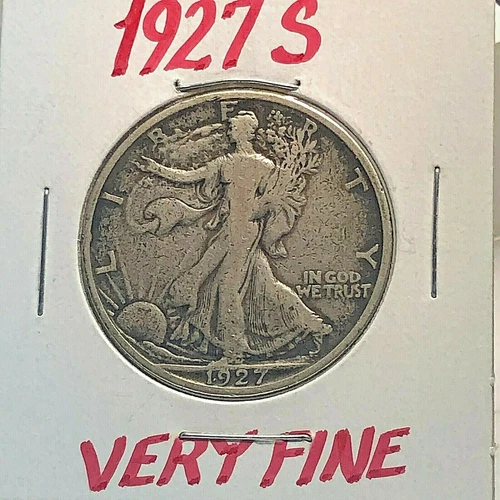 1927 S
LIBERTY
IN GOD
WE TRUST
1927
VERY FINE